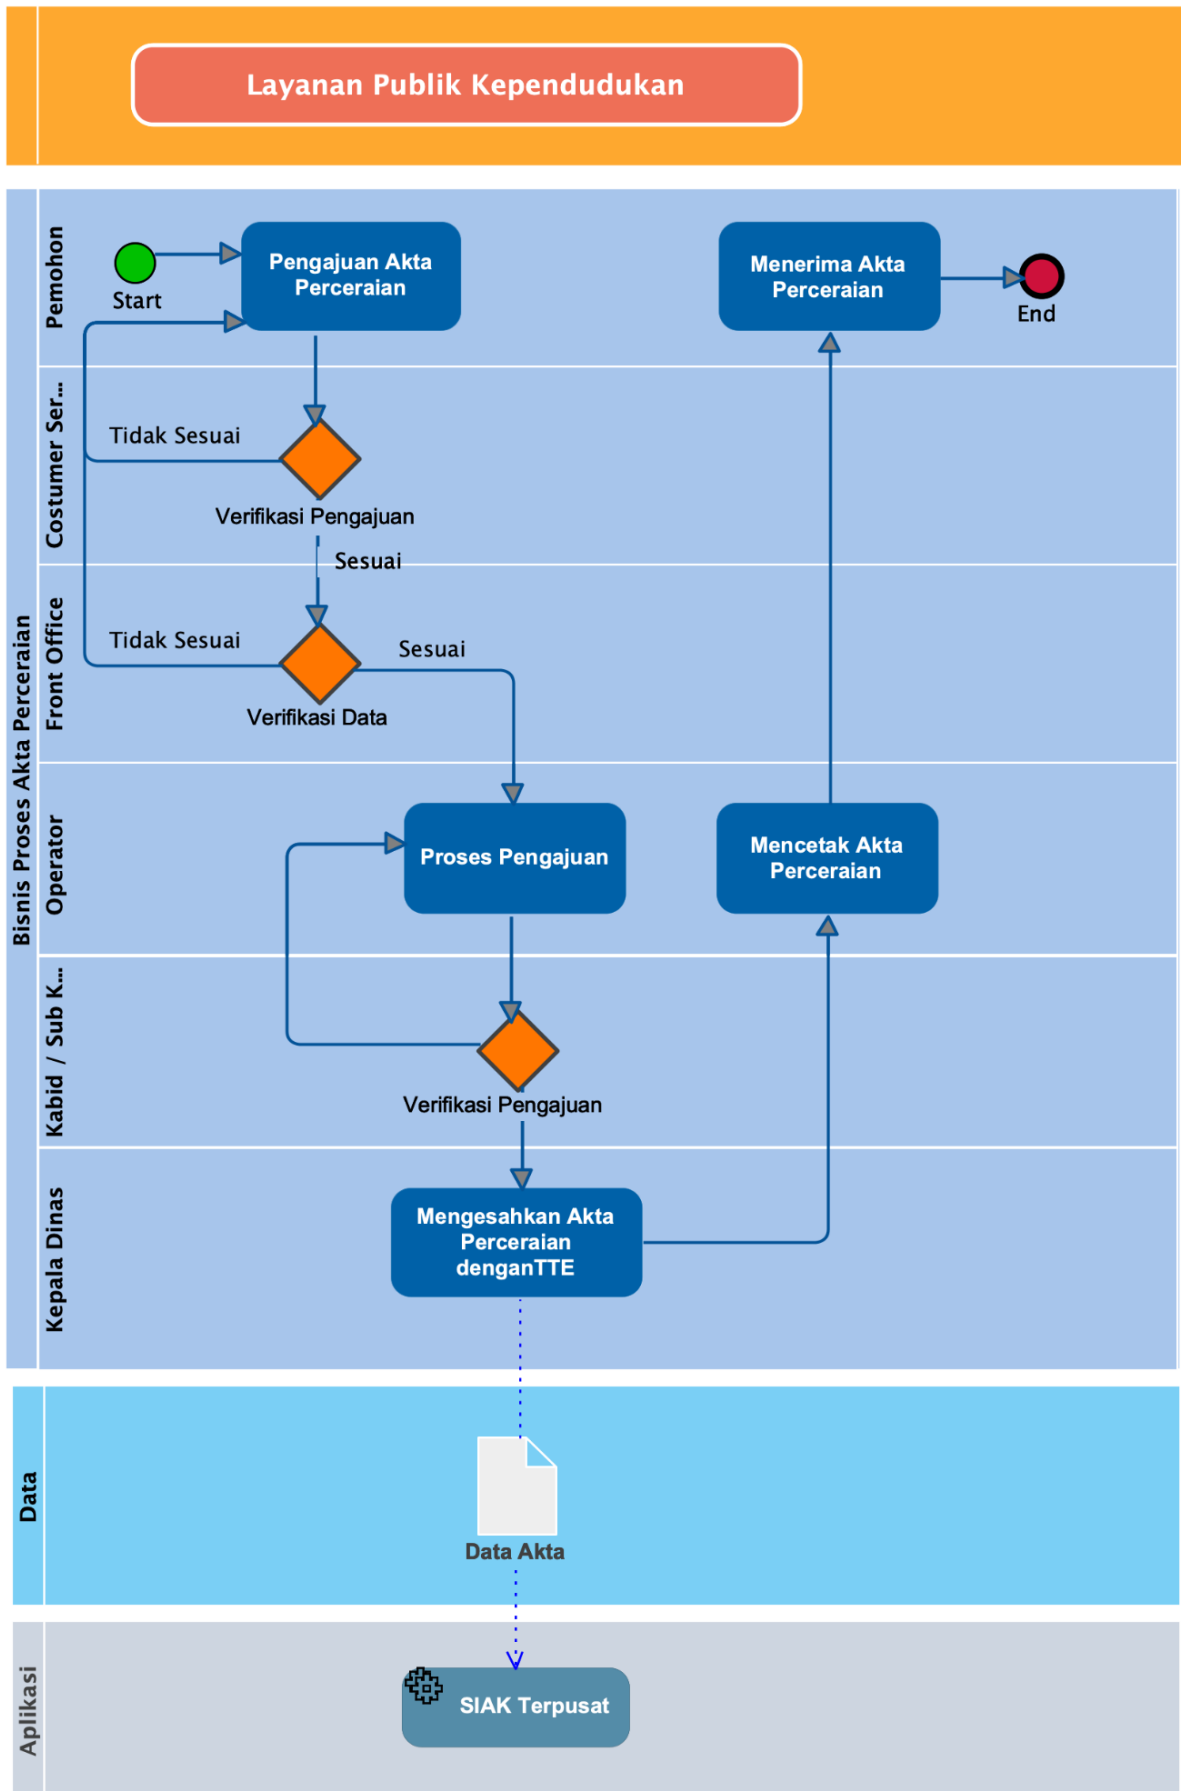 Layanan Publik Kependudukan
Bisnis Proses Akta Perceraian
Pemohon
Start
Pengajuan Akta
Perceraian
Menerima Akta
Perceraian
End
Costumer Ser...
Tidak Sesuai
Verifikasi Pengajuan
Sesuai
Front Office
Tidak Sesuai
Sesuai
Verifikasi Data
Operator
Proses Pengajuan
Mencetak Akta
Perceraian
Kabid / Sub K...
Verifikasi Pengajuan
Kepala Dinas
Mengesahkan Akta
Perceraian
denganTTE
Data
Data Akta
Aplikasi
SIAK Terpusat